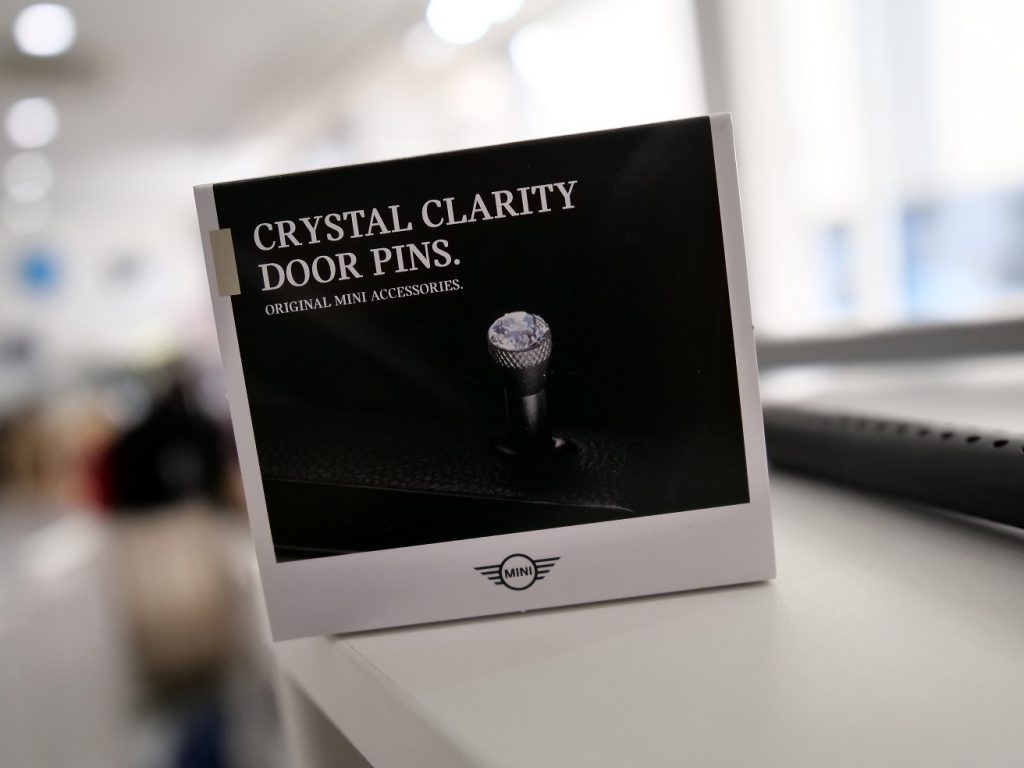 CRYSTAL CLARITY
DOOR PINS.
ORIGINAL MINI ACCESSORIES.
MINI